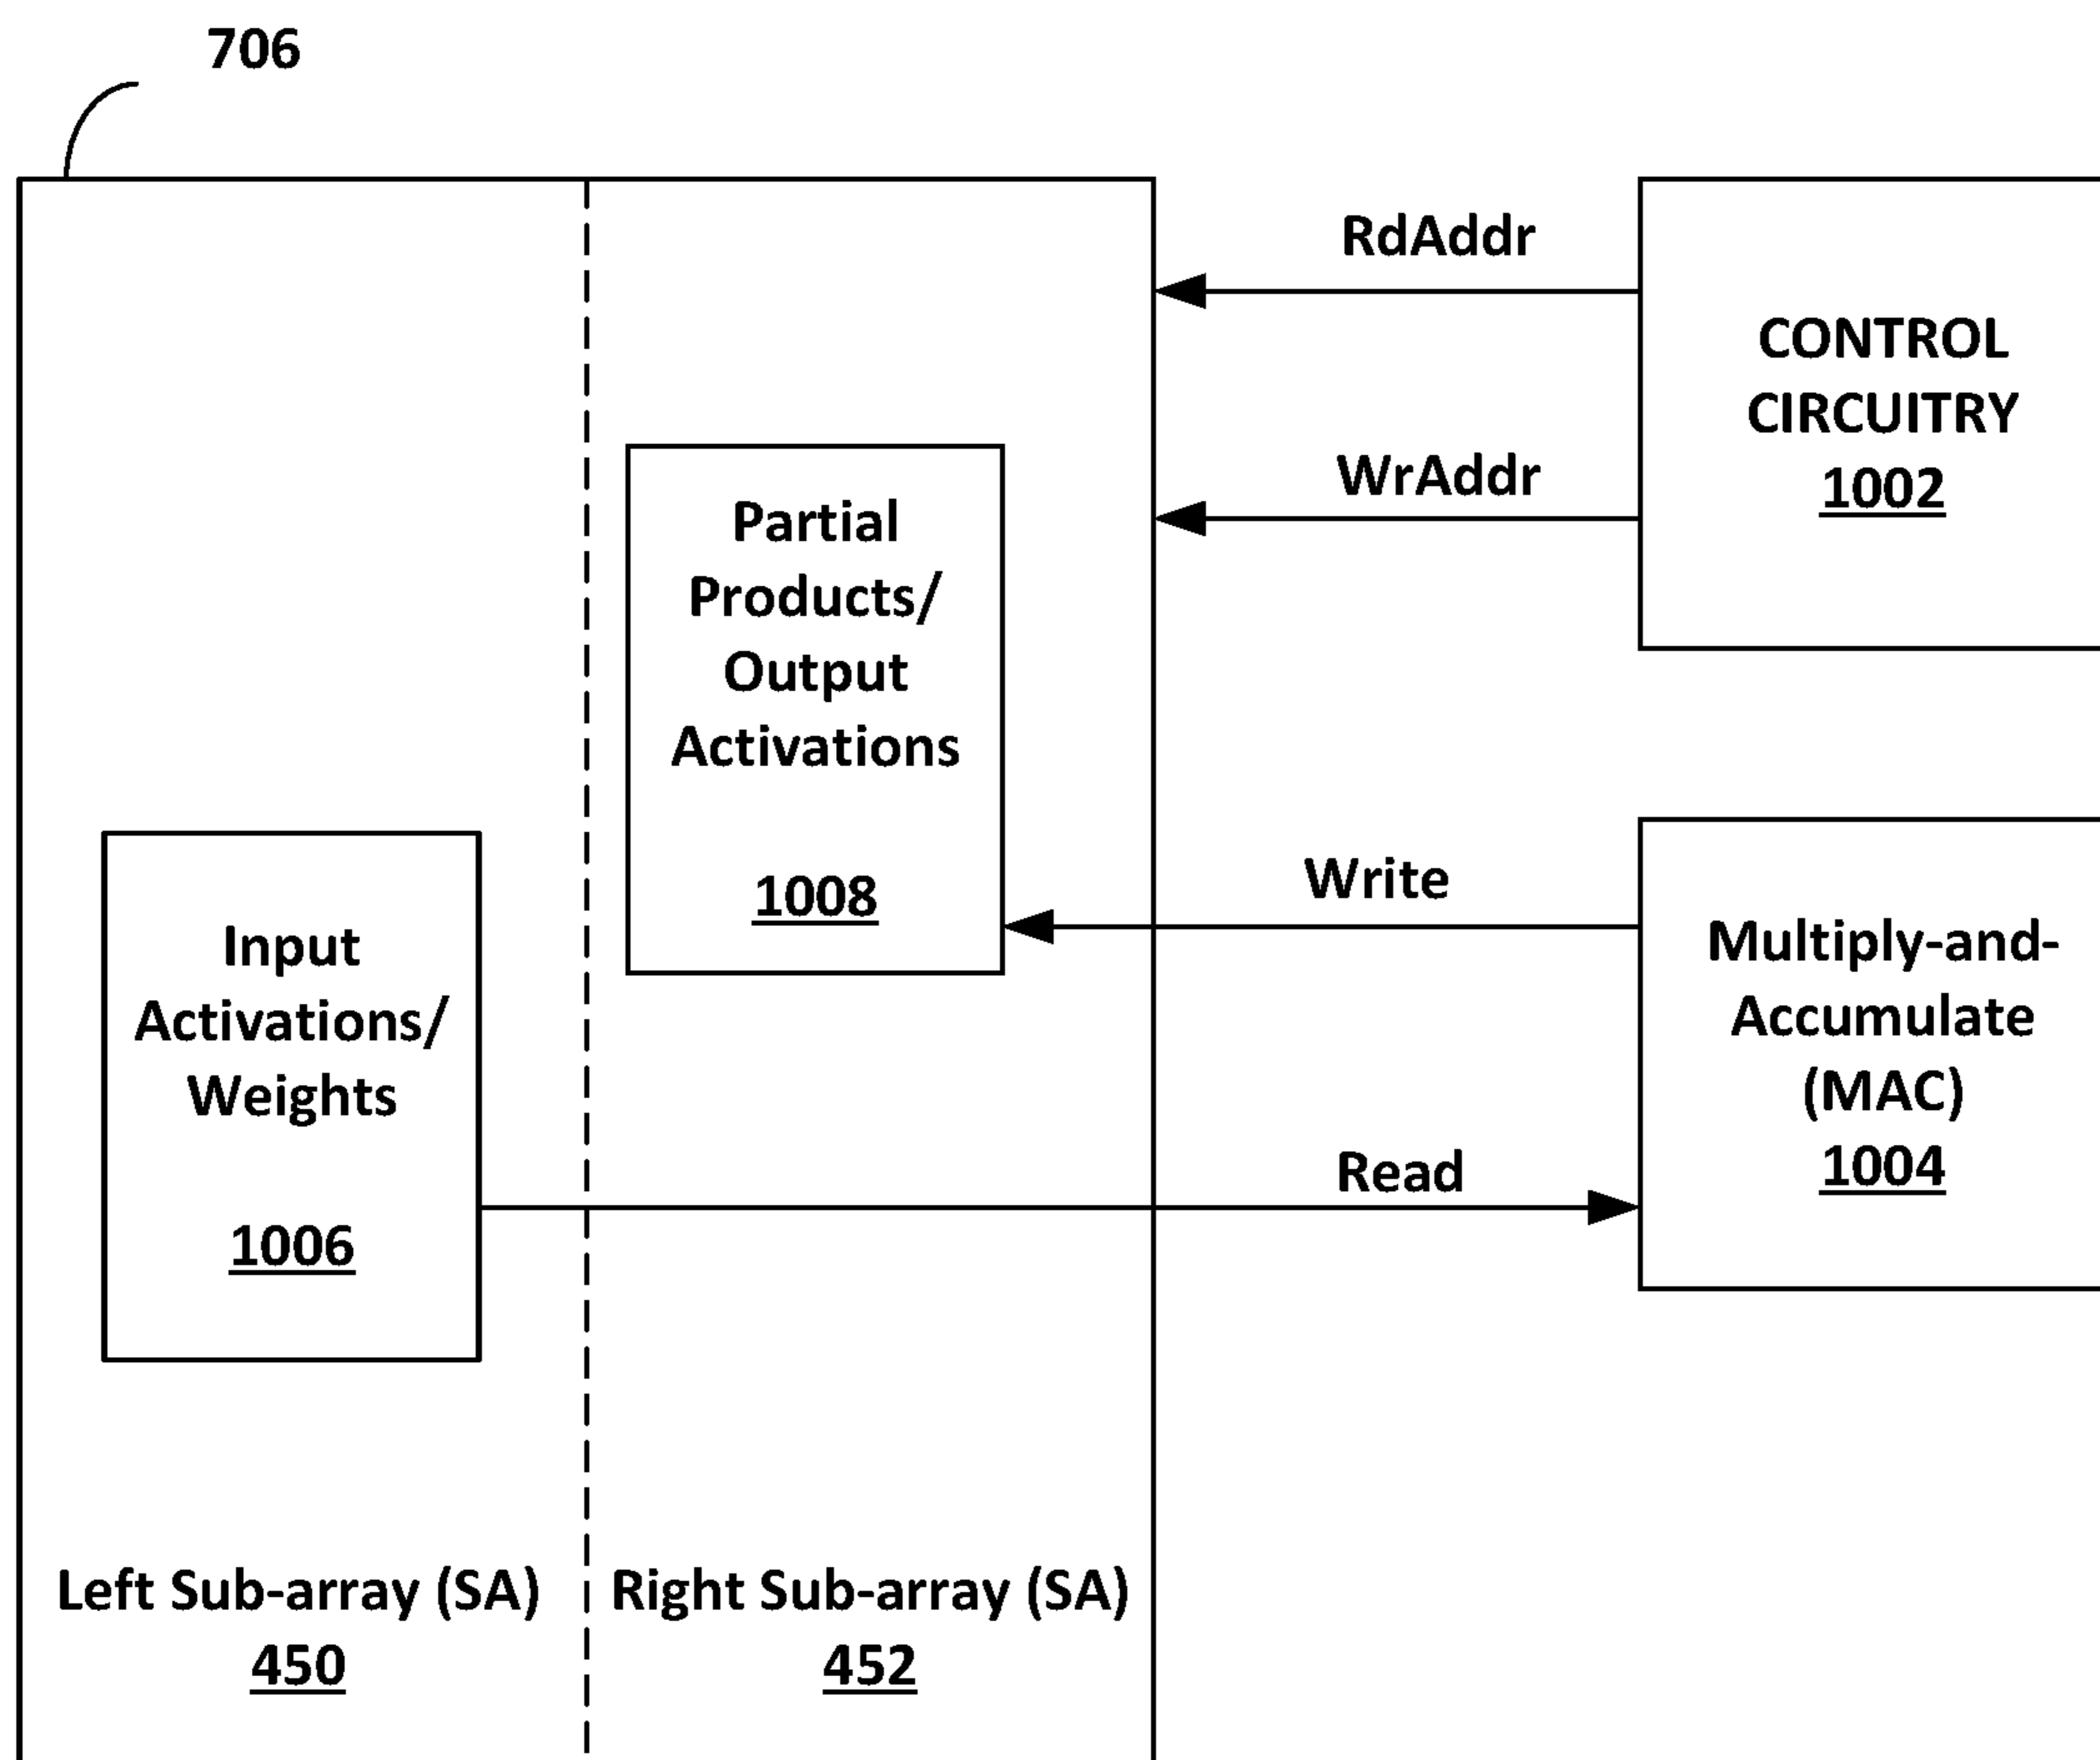 706
RdAddr
CONTROL
CIRCUITRY
1002
WrAddr
Partial
Products/
Output
Activations
1008
Write
Multiply-and-
Accumulate
(MAC)
1004
Input
Activations/
Weights
1006
Read
Left Sub-array (SA)
450
Right Sub-array (SA)
452